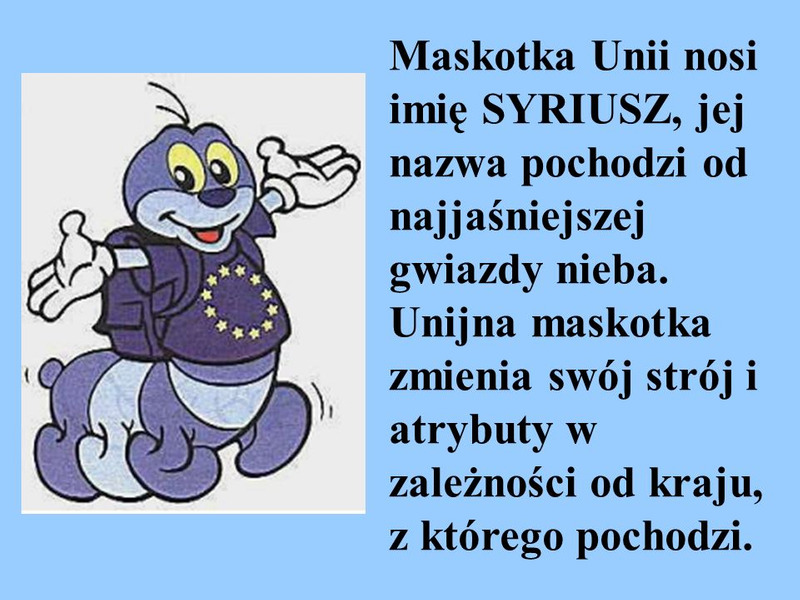 Maskotka Unii nosi
imię SYRIUSZ, jej
nazwa pochodzi od
najjaśniejszej
gwiazdy nieba.
Unijna maskotka
zmienia swój strój i
atrybuty w
zależności od kraju,
z którego pochodzi.